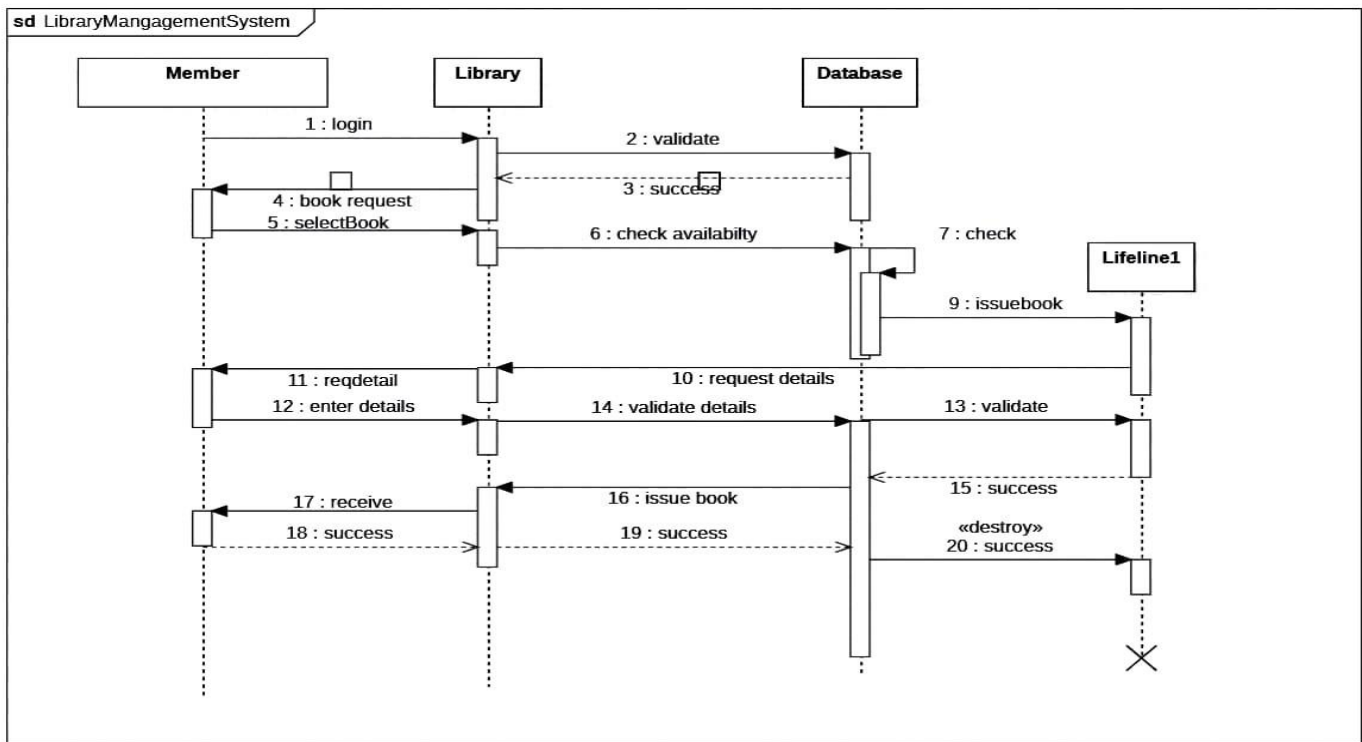 sd LibraryMangagementSystem
Member
Library
Database
1 : login
2 : validate
3 : success
4 : book request
5 : selectBook
6 : check availabilty
7 : check
Lifeline1
9 : issuebook
10 : request details
11 : reqdetail
12 : enter details
14 : validate details
13 : validate
15 : success
16 : issue book
17 : receive
18 : success
19 : success
«destroy»
20 : success